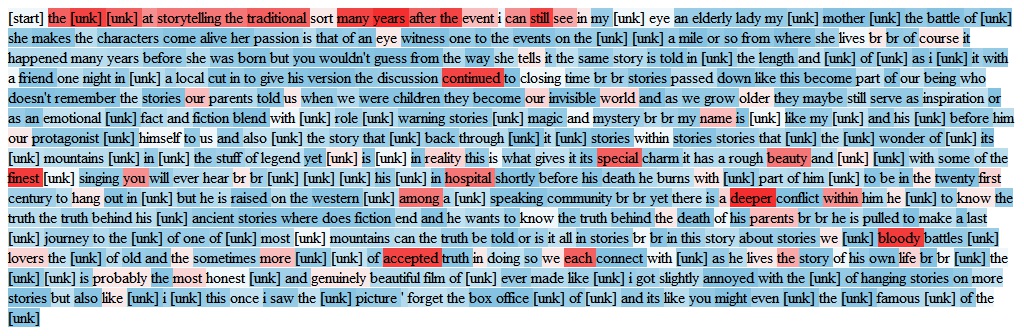 [start] the [unk] [unk] at storytelling the traditional sort many years after the event i can still see in my [unk] eye an elderly lady my [unk] mother [unk] the battle of [unk]
she makes the characters come alive her passion is that of an eye witness one to the events on the [unk] [unk] a mile or so from where she lives br br of course it
happened many years before she was born but you wouldn't guess from the way she tells it the same story is told in [unk] the length and [unk] of [unk] as i [unk] it with
a friend one night in [unk] a local cut in to give his version the discussion continued to closing time br br stories passed down like this become part of our being who
doesn't remember the stories our parents told us when we were children they become our invisible world and as we grow older they maybe still serve as inspiration or
as an emotional [unk] fact and fiction blend with [unk] role [unk] warning stories [unk] magic and mystery br br my name is [unk] like my [unk] and his [unk] before him
our protagonist [unk] himself to us and also [unk] the story that [unk] back through [unk] it [unk] stories within stories stories that [unk] the [unk] wonder of [unk] its
[unk] mountains [unk] in [unk] the stuff of legend yet [unk] is [unk] in reality this is what gives it its special charm it has a rough beauty and [unk] with some of the
finest [unk] singing you will ever hear br br [unk] [unk] [unk] his [unk] in hospital shortly before his death he burns with [unk] part of him [unk] to be in the twenty first
century to hang out in [unk] but he is raised on the western [unk] among a [unk] speaking community br br yet there is a deeper conflict within him he [unk] to know the
truth the truth behind his [unk] ancient stories where does fiction end and he wants to know the truth behind the death of his parents br br he is pulled to make a last
[unk] journey to the [unk] of one of [unk] most [unk] mountains can the truth be told or is it all in stories br br in this story about stories we [unk] bloody battles [unk]
lovers the [unk] of old and the sometimes more [unk] [unk] of accepted truth in doing so we each connect with [unk] as he lives the story of his own life br br [unk] the
[unk] [unk] is probably the most honest [unk] and genuinely beautiful film of [unk] ever made like [unk] i got slightly annoyed with the [unk] of hanging stories on more
stories but also like [unk] i [unk] this once i saw the [unk] picture ' forget the box office [unk] of [unk] and its like you might even [unk] the [unk] famous [unk] of the
[unk]